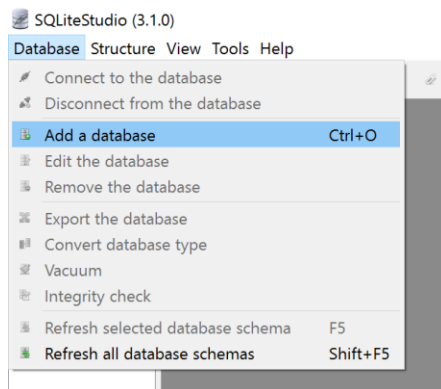 SQLiteStudio (3.1.0)
Database Structure View Tools Help
Connect to the database
Disconnect from the database
Add a database Ctrl+O
Edit the database
Remove the database
Export the database
Convert database type
Vacuum
Integrity check
Refresh selected database schema F5
Refresh all database schemas Shift+F5